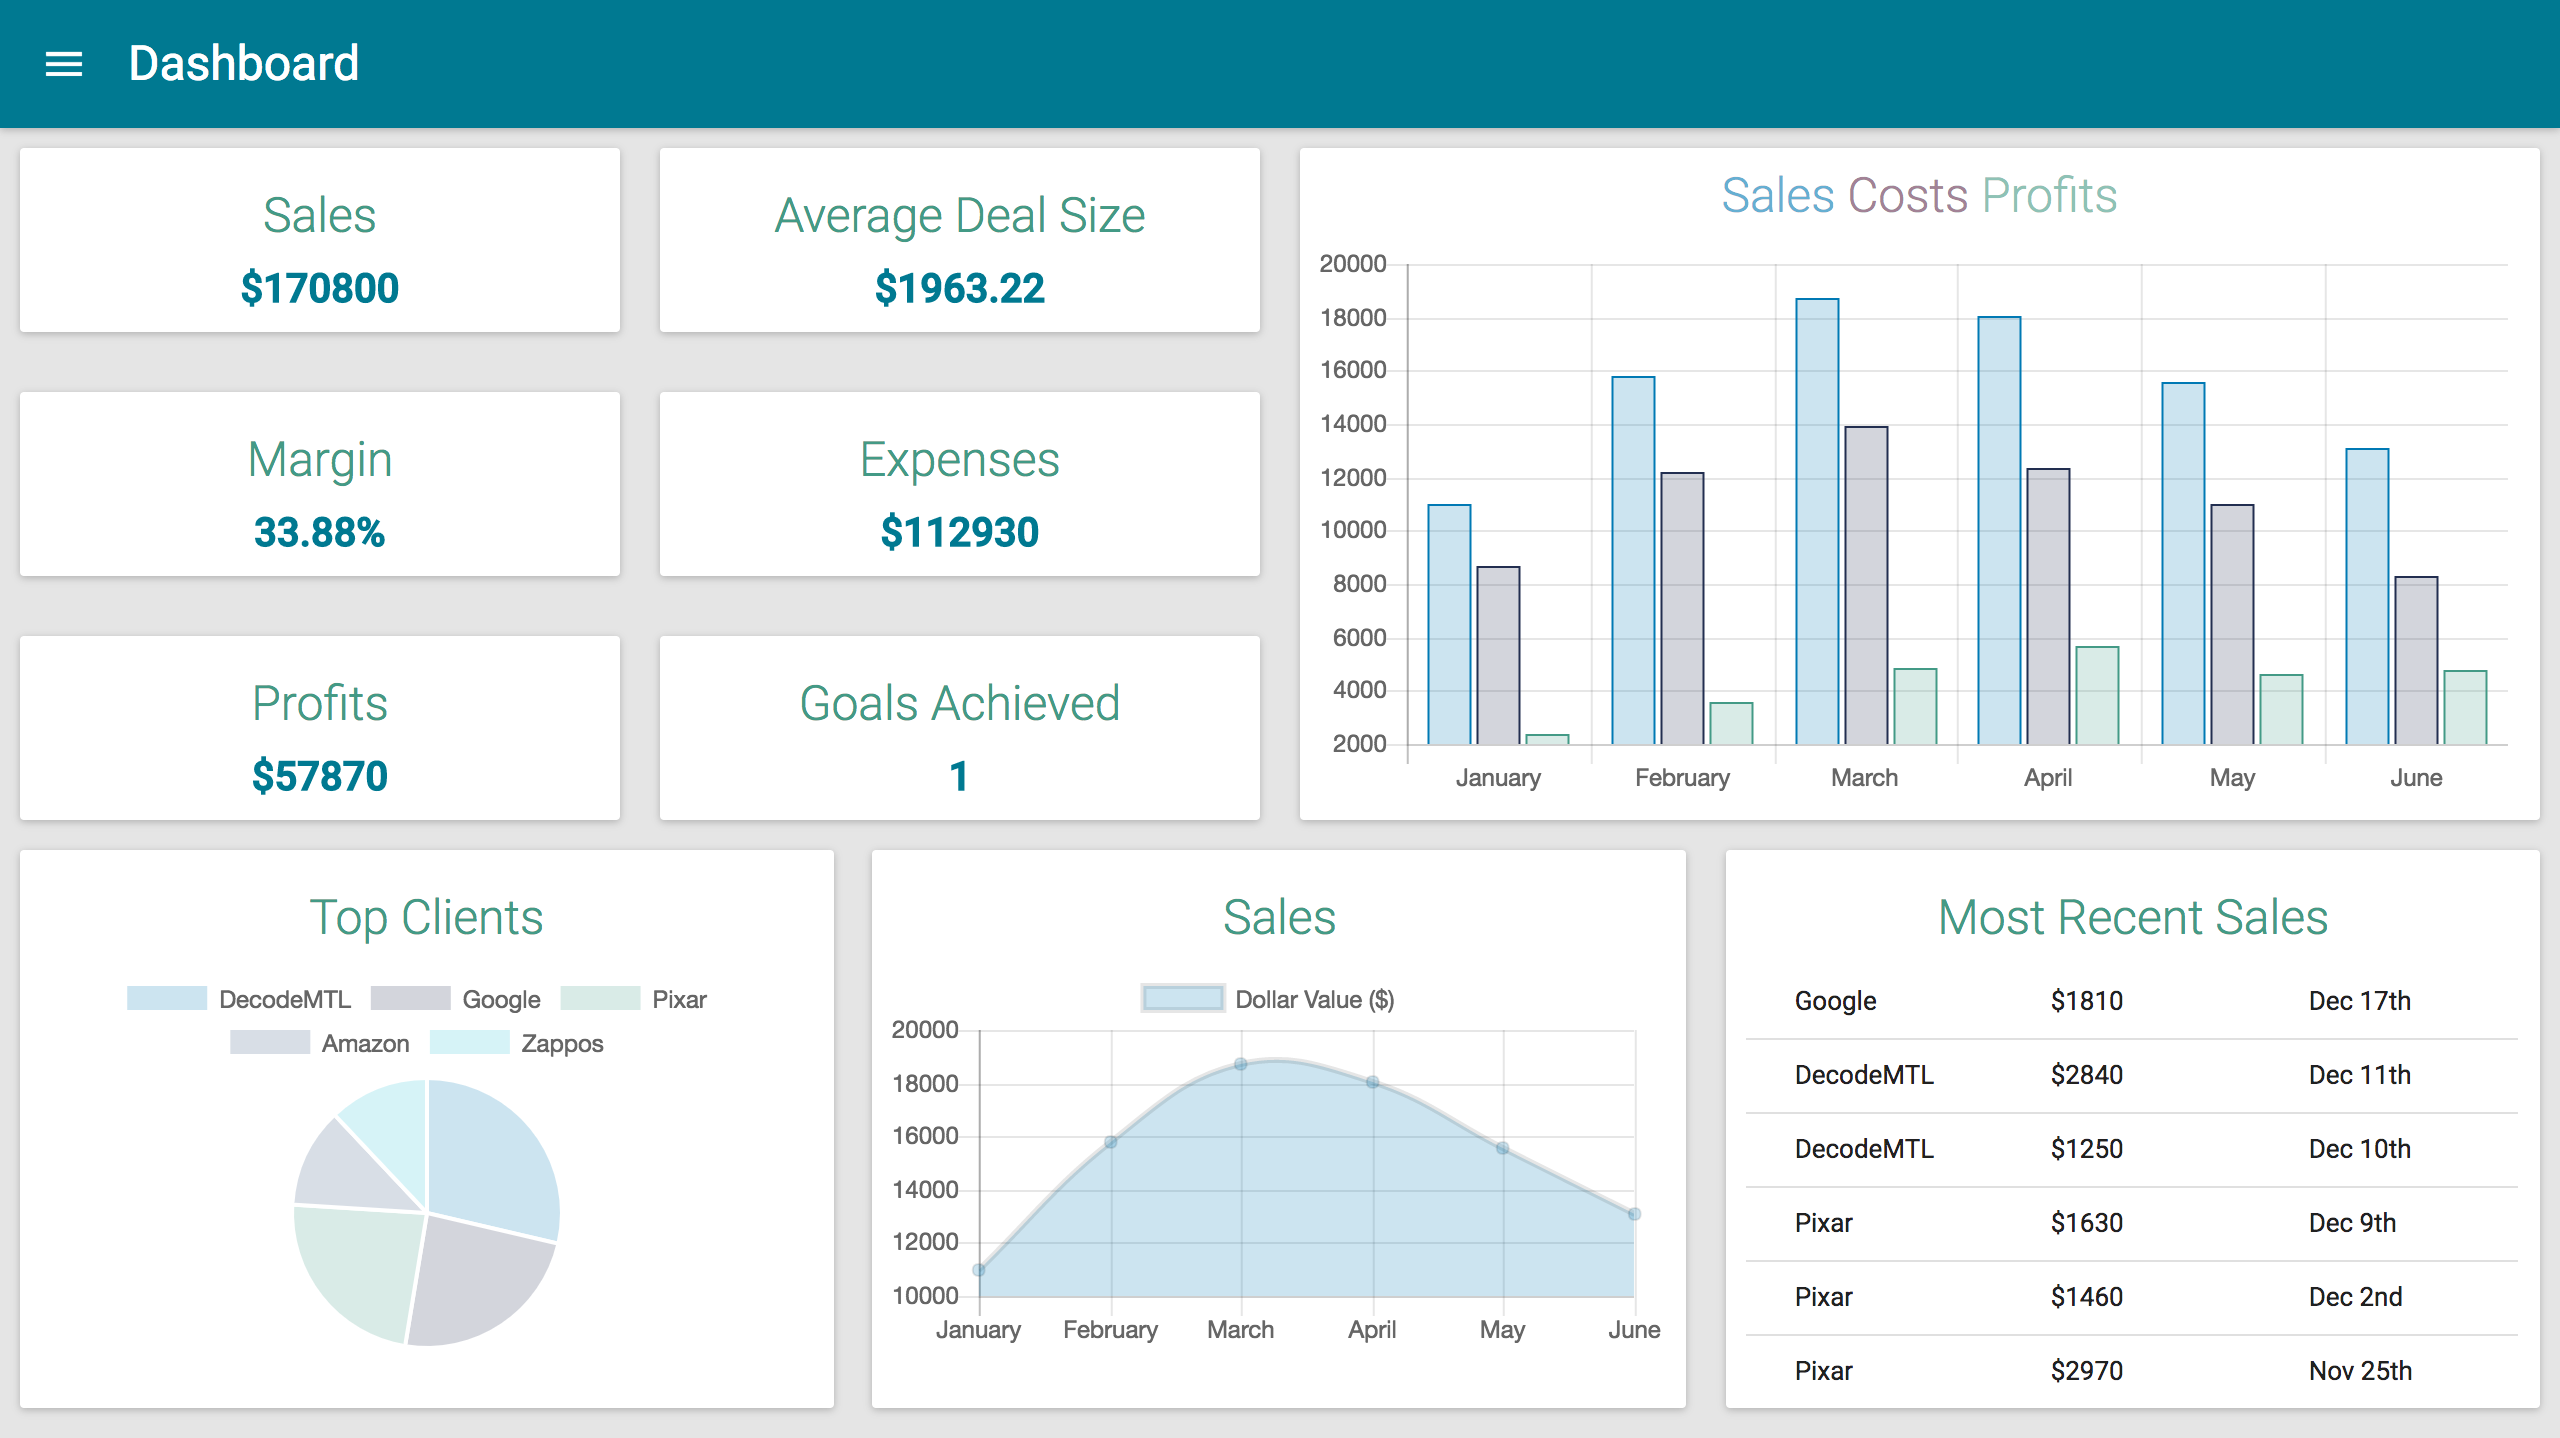 Dashboard
Sales
$170800
Average Deal Size
$1963.22
Margin
33.88%
Expenses
$112930
Profits
$57870
Goals Achieved
1
Sales Costs Profits
20000
18000
16000
14000
12000
10000
8000
6000
4000
2000
January February March April May June
Top Clients
DecodeMTL Google Pixar
Amazon Zappos
Sales
Dollar Value ($)
20000
18000
16000
14000
12000
10000
January February March April May June
Most Recent Sales
Google $1810 Dec 17th
DecodeMTL $2840 Dec 11th
DecodeMTL $1250 Dec 10th
Pixar $1630 Dec 9th
Pixar $1460 Dec 2nd
Pixar $2970 Nov 25th